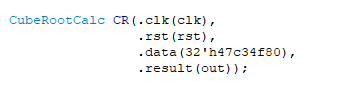 CubeRootCalc CR(.clk(clk),
.rst(rst),
.data(32'h47c34f80),
.result(out));